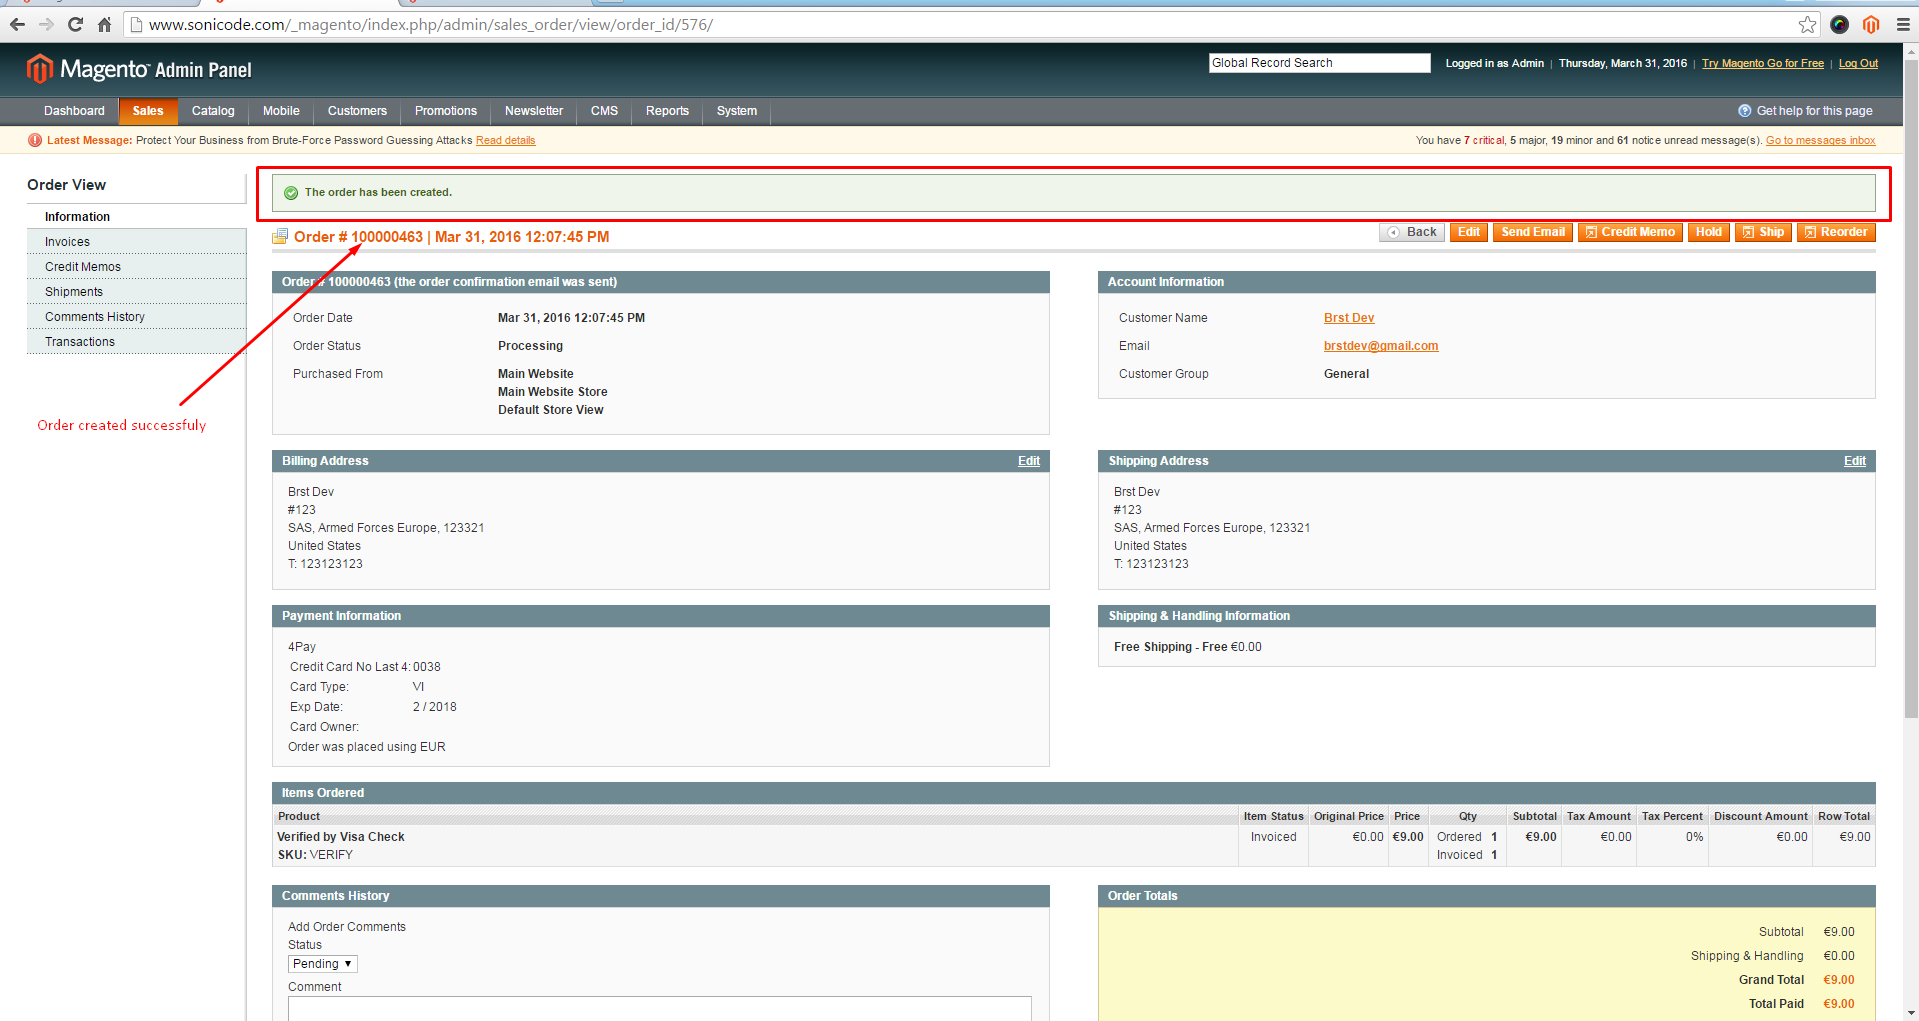 www.sonicode.com/_magento/index.php/admin/sales_order/view/order_id/576/
Magento™ Admin Panel
Global Record Search
Logged in as Admin | Thursday, March 31, 2016 | Try Magento Go for Free | Log Out
Dashboard Sales Catalog Mobile Customers Promotions Newsletter CMS Reports System
Get help for this page
Latest Message: Protect Your Business from Brute-Force Password Guessing Attacks Read details
You have 7 critical, 5 major, 19 minor and 61 notice unread message(s). Go to messages inbox
Order View
Information
Invoices
Credit Memos
Shipments
Comments History
Transactions
Order created successfuly
The order has been created.
Order # 100000463 | Mar 31, 2016 12:07:45 PM
Back Edit Send Email Credit Memo Hold Ship Reorder
Order # 100000463 (the order confirmation email was sent)
Order Date Mar 31, 2016 12:07:45 PM
Order Status Processing
Purchased From Main Website
Main Website Store
Default Store View
Account Information
Customer Name Brst Dev
Email brstdev@gmail.com
Customer Group General
Billing Address Edit
Brst Dev
#123
SAS, Armed Forces Europe, 123321
United States
T: 123123123
Shipping Address Edit
Brst Dev
#123
SAS, Armed Forces Europe, 123321
United States
T: 123123123
Payment Information
4Pay
Credit Card No Last 4: 0038
Card Type: VI
Exp Date: 2 / 2018
Card Owner:
Order was placed using EUR
Shipping & Handling Information
Free Shipping - Free €0.00
Items Ordered
Product Item Status Original Price Price Qty Subtotal Tax Amount Tax Percent Discount Amount Row Total
Verified by Visa Check Invoiced €0.00 €9.00 Ordered 1 €9.00 €0.00 0% €0.00 €9.00
SKU: VERIFY Invoiced 1
Comments History
Add Order Comments
Status
Pending
Comment
Order Totals
Subtotal €9.00
Shipping & Handling €0.00
Grand Total €9.00
Total Paid €9.00